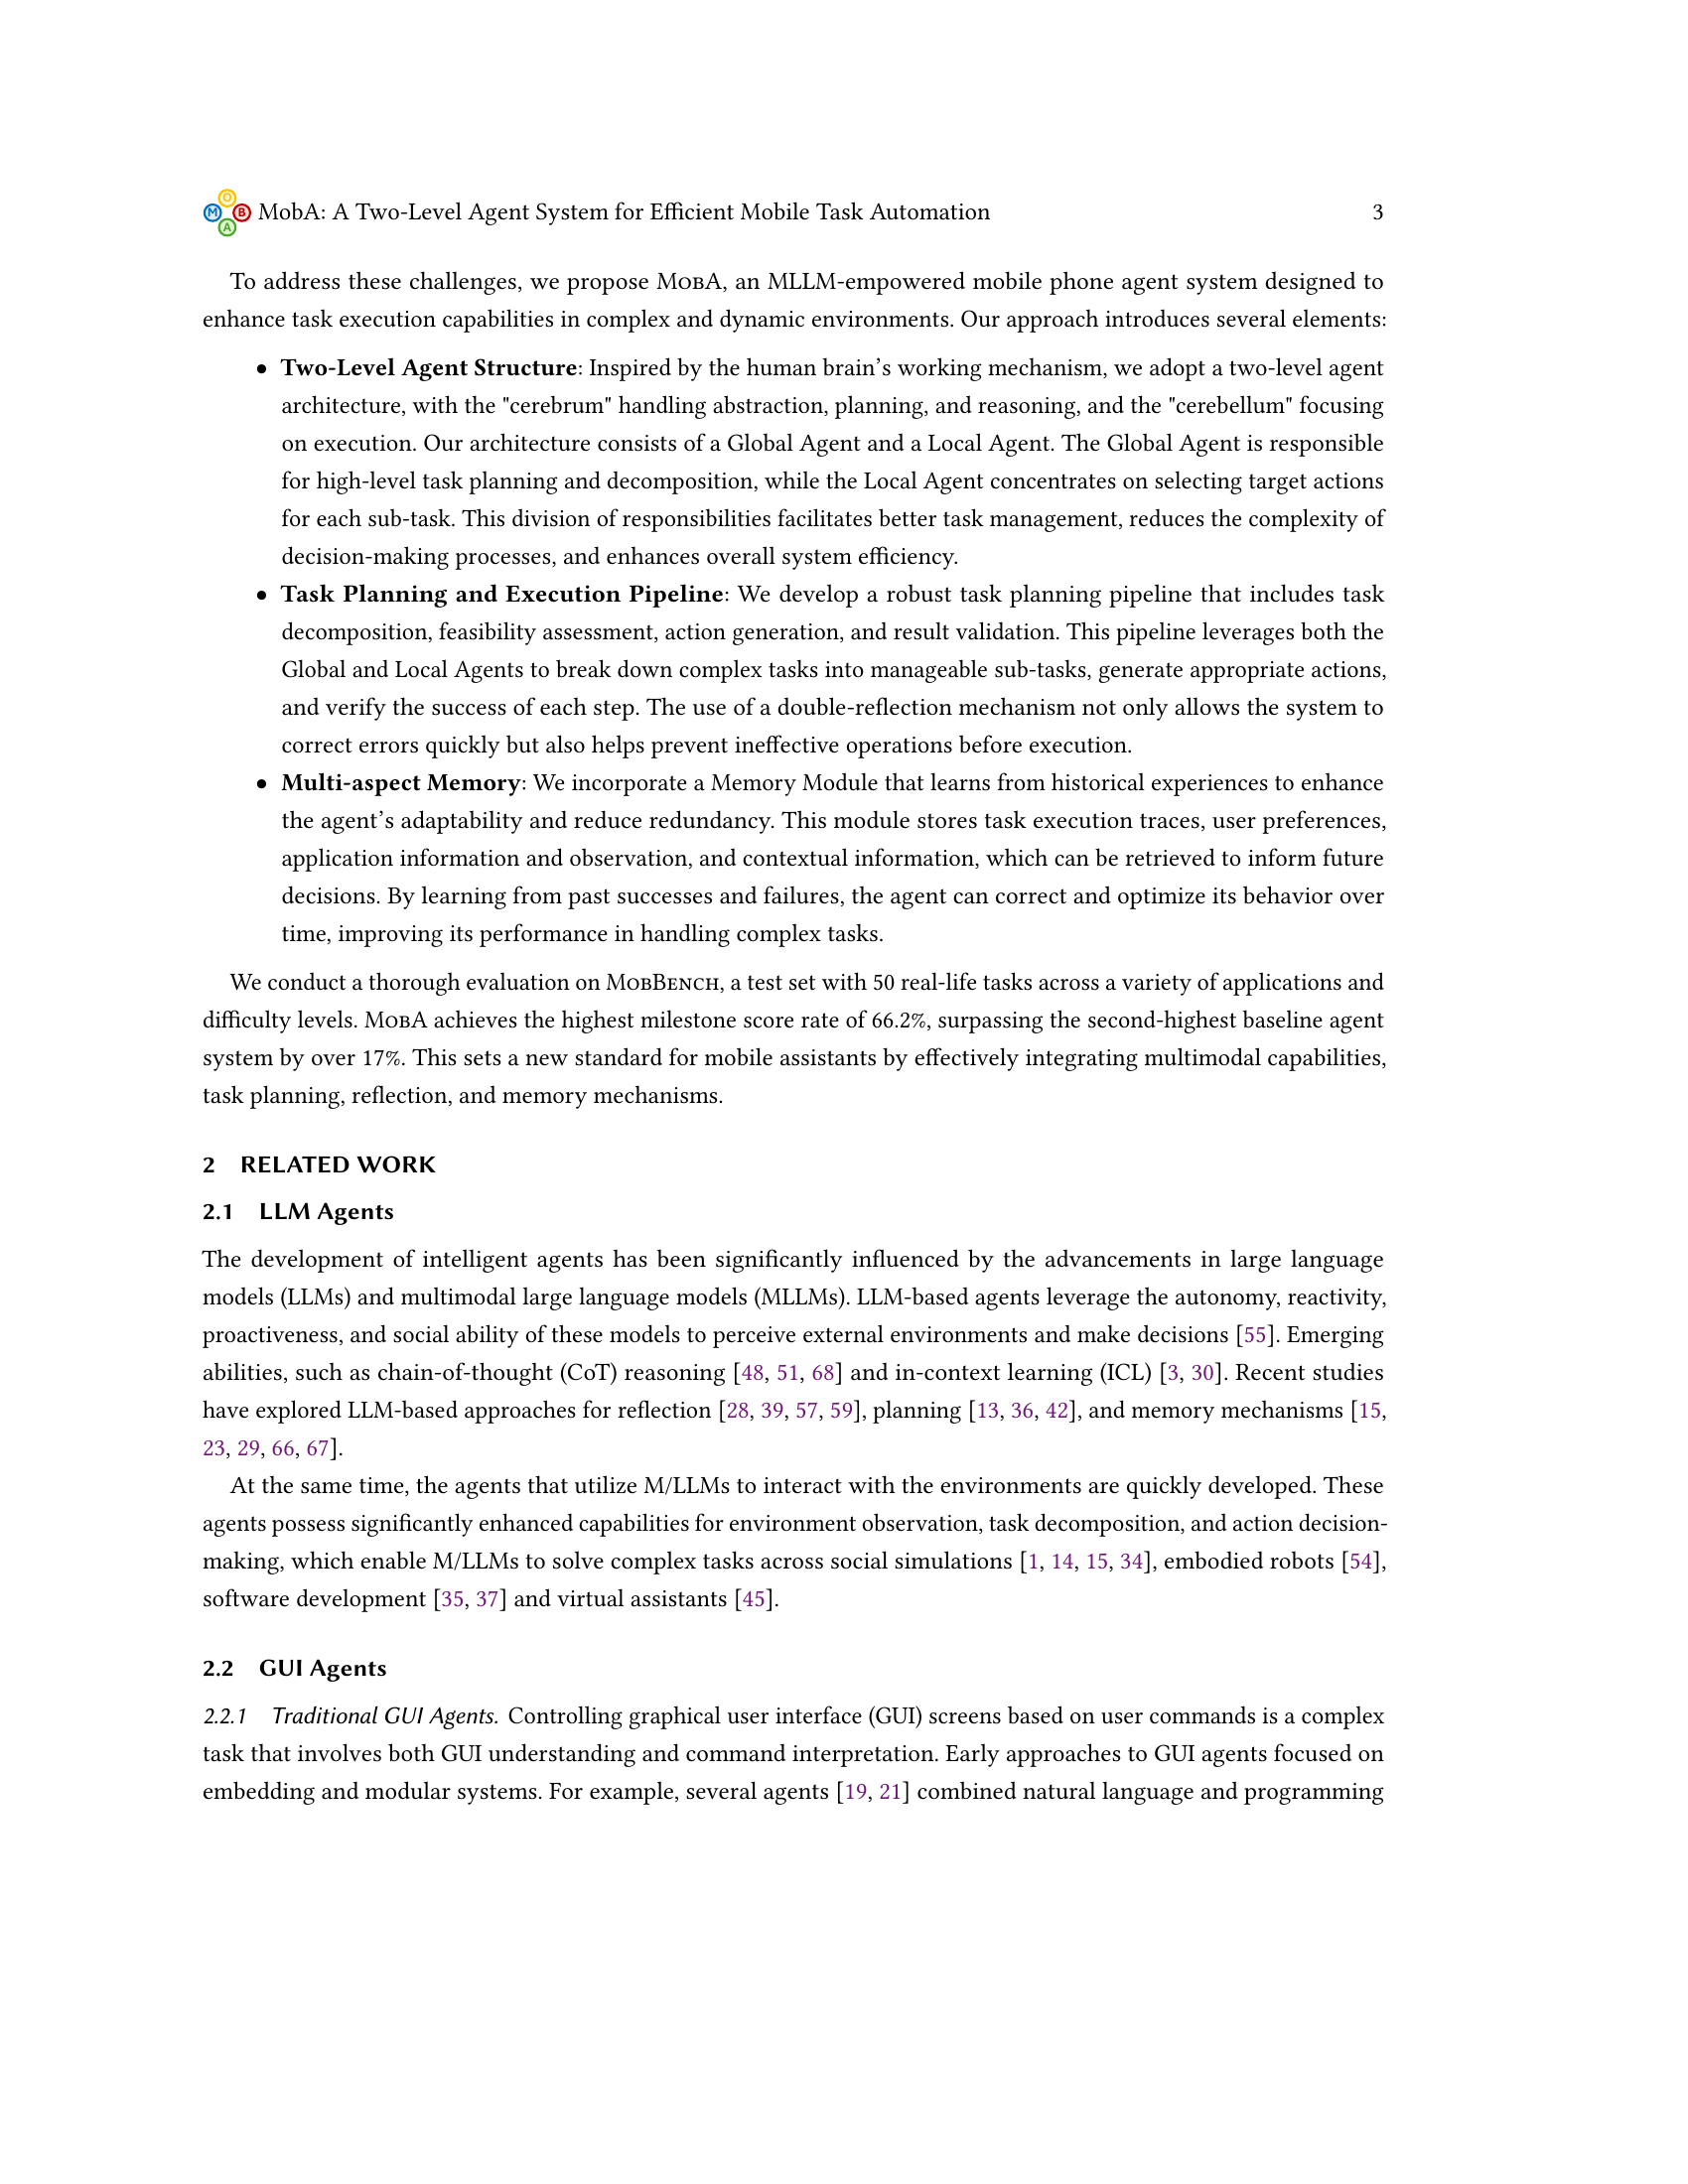 O
M B
A
MobA: A Two-Level Agent System for Efficient Mobile Task Automation 3
To address these challenges, we propose MobA, an MLLM-empowered mobile phone agent system designed to
enhance task execution capabilities in complex and dynamic environments. Our approach introduces several elements:
• Two-Level Agent Structure: Inspired by the human brain's working mechanism, we adopt a two-level agent
architecture, with the "cerebrum" handling abstraction, planning, and reasoning, and the "cerebellum" focusing
on execution. Our architecture consists of a Global Agent and a Local Agent. The Global Agent is responsible
for high-level task planning and decomposition, while the Local Agent concentrates on selecting target actions
for each sub-task. This division of responsibilities facilitates better task management, reduces the complexity of
decision-making processes, and enhances overall system efficiency.
• Task Planning and Execution Pipeline: We develop a robust task planning pipeline that includes task
decomposition, feasibility assessment, action generation, and result validation. This pipeline leverages both the
Global and Local Agents to break down complex tasks into manageable sub-tasks, generate appropriate actions,
and verify the success of each step. The use of a double-reflection mechanism not only allows the system to
correct errors quickly but also helps prevent ineffective operations before execution.
• Multi-aspect Memory: We incorporate a Memory Module that learns from historical experiences to enhance
the agent's adaptability and reduce redundancy. This module stores task execution traces, user preferences,
application information and observation, and contextual information, which can be retrieved to inform future
decisions. By learning from past successes and failures, the agent can correct and optimize its behavior over
time, improving its performance in handling complex tasks.
We conduct a thorough evaluation on MobBench, a test set with 50 real-life tasks across a variety of applications and
difficulty levels. MobA achieves the highest milestone score rate of 66.2%, surpassing the second-highest baseline agent
system by over 17%. This sets a new standard for mobile assistants by effectively integrating multimodal capabilities,
task planning, reflection, and memory mechanisms.
2 RELATED WORK
2.1 LLM Agents
The development of intelligent agents has been significantly influenced by the advancements in large language
models (LLMs) and multimodal large language models (MLLMs). LLM-based agents leverage the autonomy, reactivity,
proactiveness, and social ability of these models to perceive external environments and make decisions [55]. Emerging
abilities, such as chain-of-thought (CoT) reasoning [48, 51, 68] and in-context learning (ICL) [3, 30]. Recent studies
have explored LLM-based approaches for reflection [28, 39, 57, 59], planning [13, 36, 42], and memory mechanisms [15,
23, 29, 66, 67].
At the same time, the agents that utilize M/LLMs to interact with the environments are quickly developed. These
agents possess significantly enhanced capabilities for environment observation, task decomposition, and action decision-
making, which enable M/LLMs to solve complex tasks across social simulations [1, 14, 15, 34], embodied robots [54],
software development [35, 37] and virtual assistants [45].
2.2 GUI Agents
2.2.1 Traditional GUI Agents. Controlling graphical user interface (GUI) screens based on user commands is a complex
task that involves both GUI understanding and command interpretation. Early approaches to GUI agents focused on
embedding and modular systems. For example, several agents [19, 21] combined natural language and programming